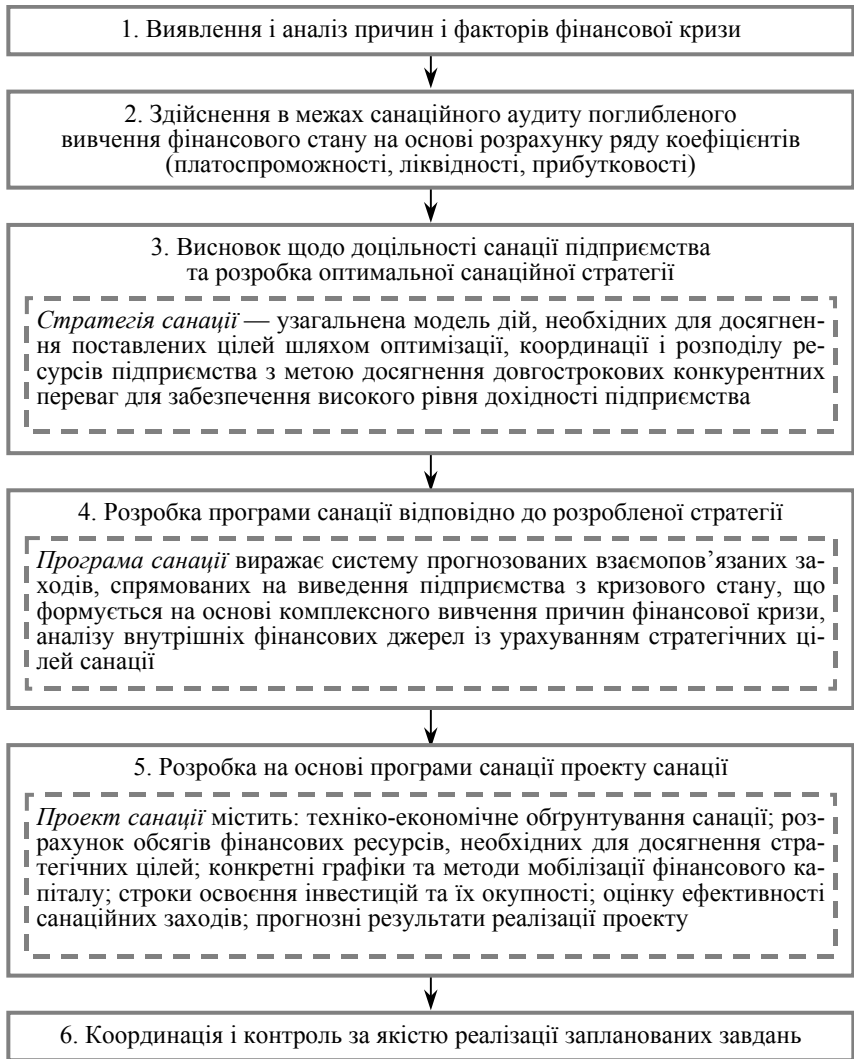 1. Виявлення і аналіз причин і факторів фінансової кризи
2. Здійснення в межах санаційного аудиту поглибленого
вивчення фінансового стану на основі розрахунку ряду коефіцієнтів
(платоспроможності, ліквідності, прибутковості)
3. Висновок щодо доцільності санації підприємства
та розробка оптимальної санаційної стратегії
Стратегія санації — узагальнена модель дій, необхідних для досягнен-
ня поставлених цілей шляхом оптимізації, координації і розподілу ре-
сурсів підприємства з метою досягнення довгострокових конкурентних
переваг для забезпечення високого рівня дохідності підприємства
4. Розробка програми санації відповідно до розробленої стратегії
Програма санації виражає систему прогнозованих взаємопов’язаних за-
ходів, спрямованих на виведення підприємства з кризового стану, що
формується на основі комплексного вивчення причин фінансової кризи,
аналізу внутрішніх фінансових джерел із урахуванням стратегічних ці-
лей санації
5. Розробка на основі програми санації проекту санації
Проект санації містить: техніко-економічне обґрунтування санації; роз-
рахунок обсягів фінансових ресурсів, необхідних для досягнення стра-
тегічних цілей; конкретні графіки та методи мобілізації фінансового ка-
піталу; строки освоєння інвестицій та їх окупності; оцінку ефективності
санаційних заходів; прогнозні результати реалізації проекту
6. Координація і контроль за якістю реалізації запланованих завдань